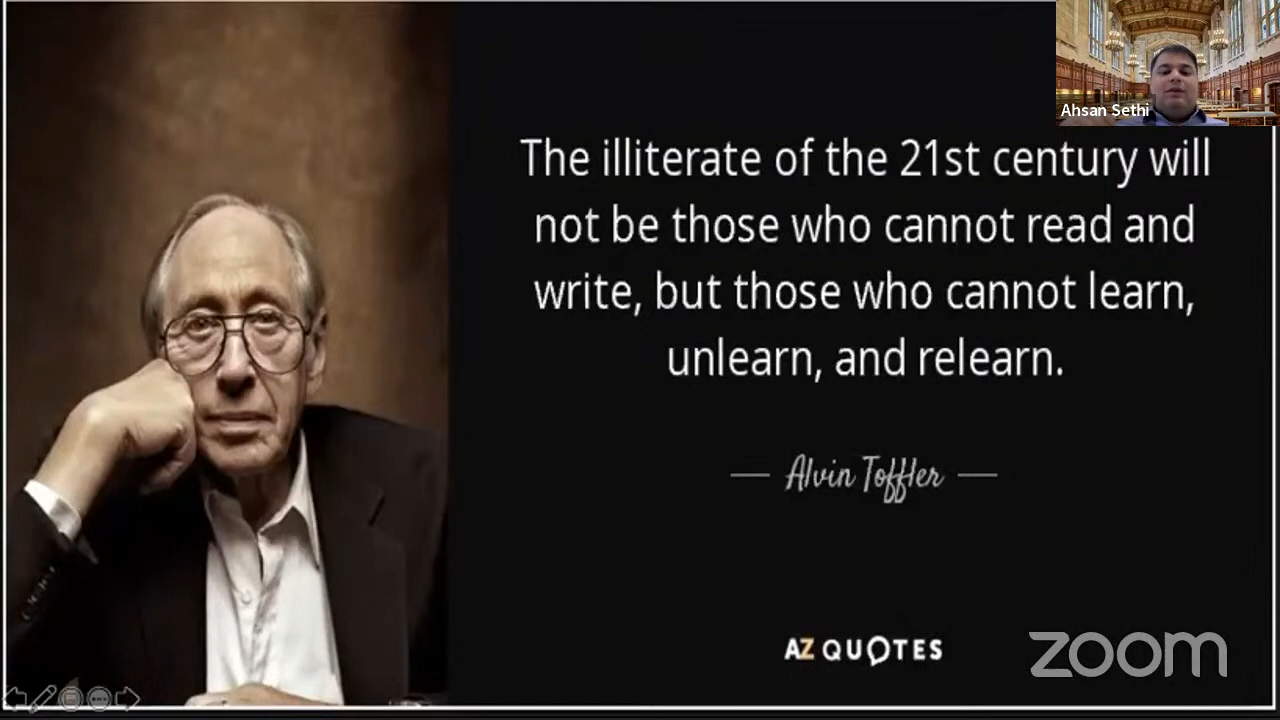 Ahsan Sethi
The illiterate of the 21st century will
not be those who cannot read and
write, but those who cannot learn,
unlearn, and relearn.
Alvin Toffler
AZ QUOTES
zoom